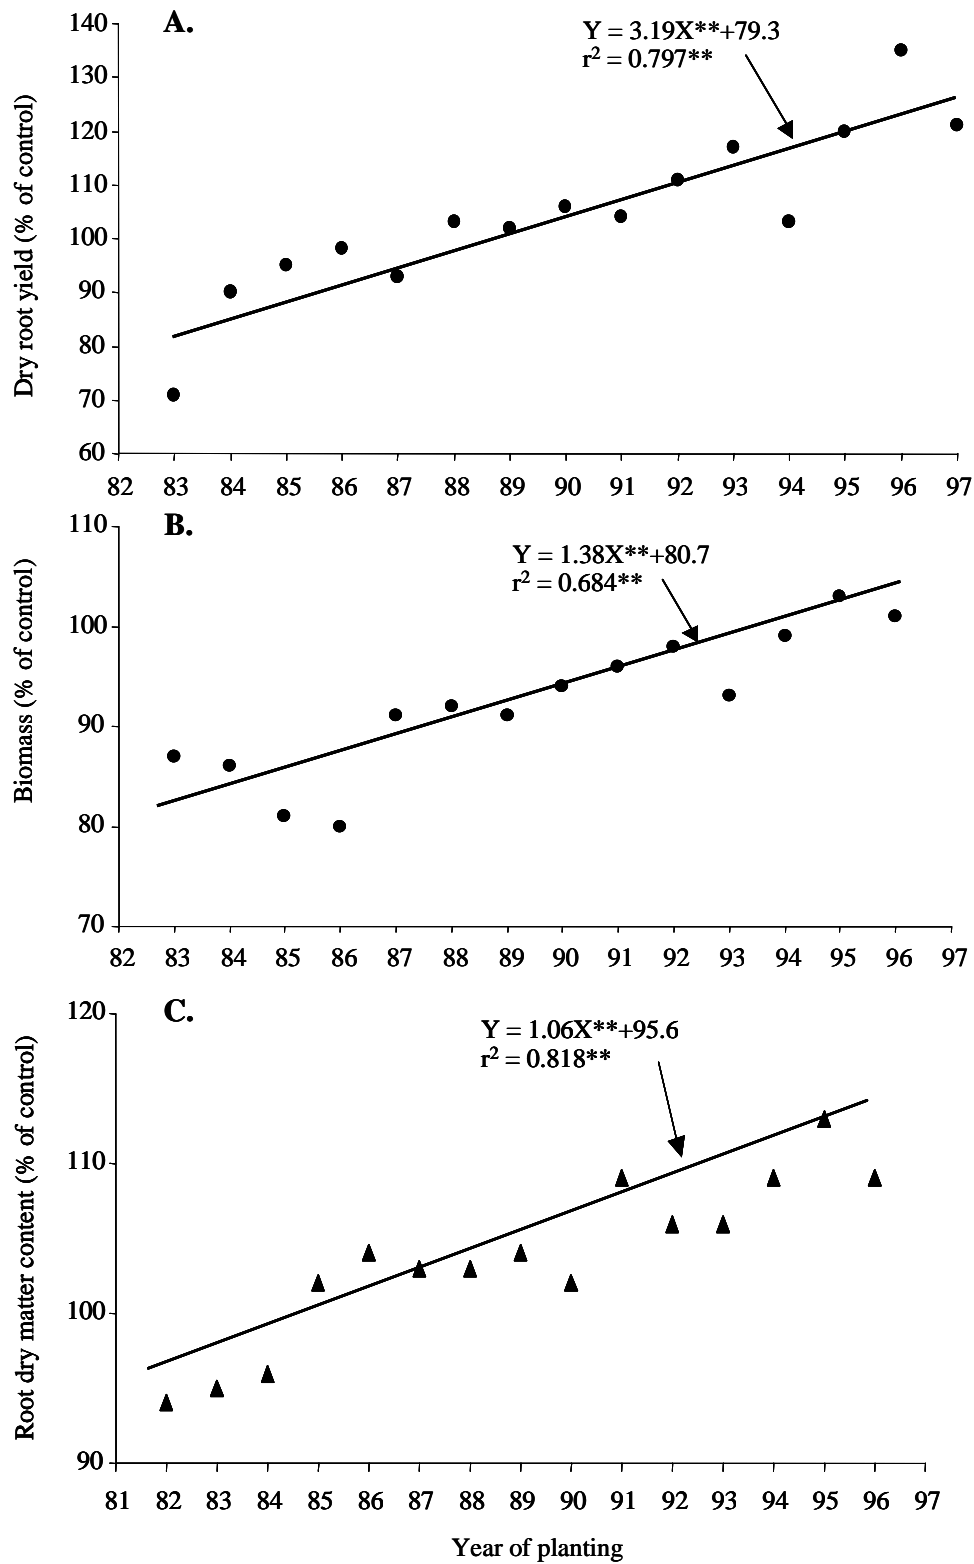 A.
Y = 3.19X**+79.3
r² = 0.797**
Dry root yield (% of control)
140
130
120
110
100
90
80
70
60
82 83 84 85 86 87 88 89 90 91 92 93 94 95 96 97
B.
Y = 1.38X**+80.7
r² = 0.684**
Biomass (% of control)
110
100
90
80
70
82 83 84 85 86 87 88 89 90 91 92 93 94 95 96 97
C.
Y = 1.06X**+95.6
r² = 0.818**
Root dry matter content (% of control)
120
110
100
90
81 82 83 84 85 86 87 88 89 90 91 92 93 94 95 96 97
Year of planting